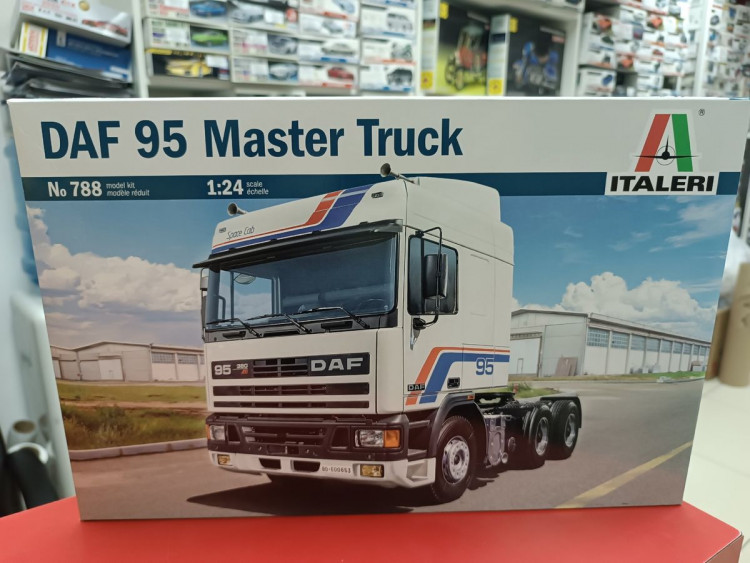 DAF 95 Master Truck
ITALERI
®
No 788 model kit
modèle réduit
1:24 scale
échelle
Space Cab
95
DAF
DAF
95